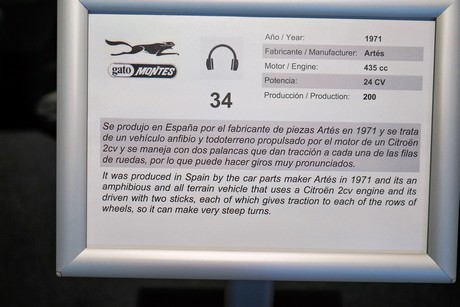 gato MONTES
34
Año / Year: 1971
Fabricante / Manufacturer: Artés
Motor / Engine: 435 cc
Potencia: 24 CV
Producción / Production: 200
Se produjo en España por el fabricante de piezas Artés en 1971 y se trata
de un vehículo anfibio y todoterreno propulsado por el motor de un Citroën
2cv y se maneja con dos palancas que dan tracción a cada una de las filas
de ruedas, por lo que puede hacer giros muy pronunciados.
It was produced in Spain by the car parts maker Artés in 1971 and its an
amphibious and all terrain vehicle that uses a Citroën 2cv engine and its
driven with two sticks, each of which gives traction to each of the rows of
wheels, so it can make very steep turns.